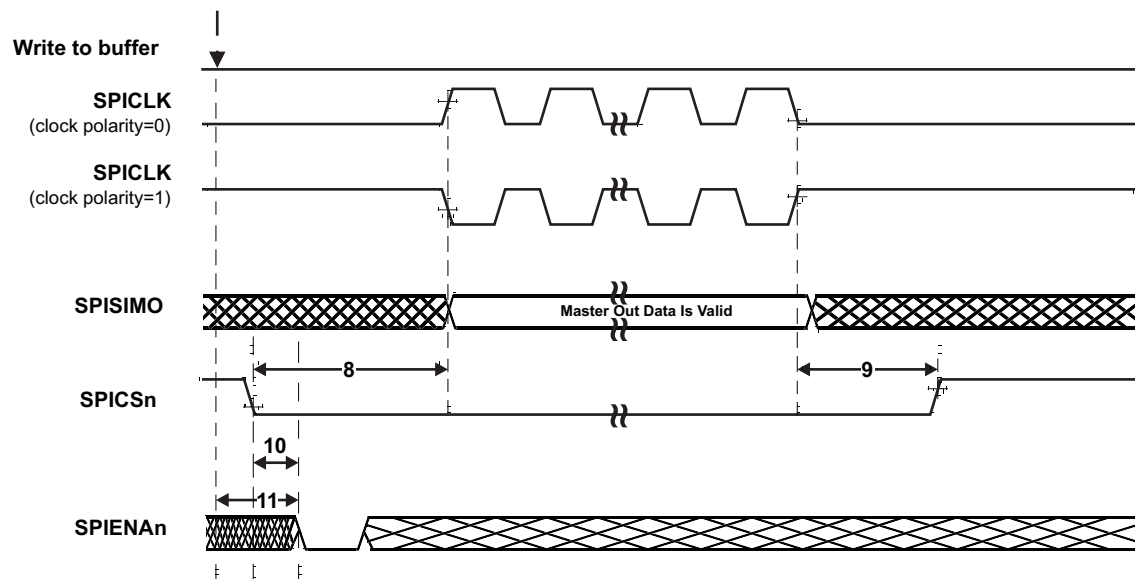 Write to buffer
SPICLK
(clock polarity=0)
SPICLK
(clock polarity=1)
SPISIMO
Master Out Data Is Valid
8
9
SPICSn
10
11
SPIENAn